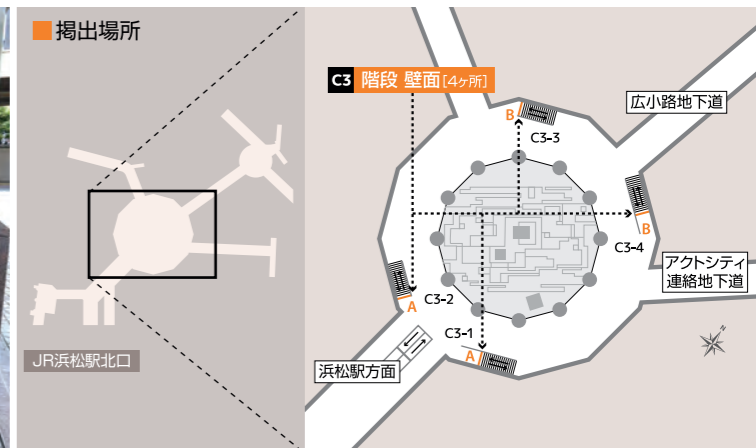 掲出場所
JR浜松駅北口
C3 階段 壁面[4ヶ所]
広小路地下道
B
C3-3
B
C3-4
アクトシティ
連絡地下道
C3-2
A
C3-1
A
浜松駅方面
N